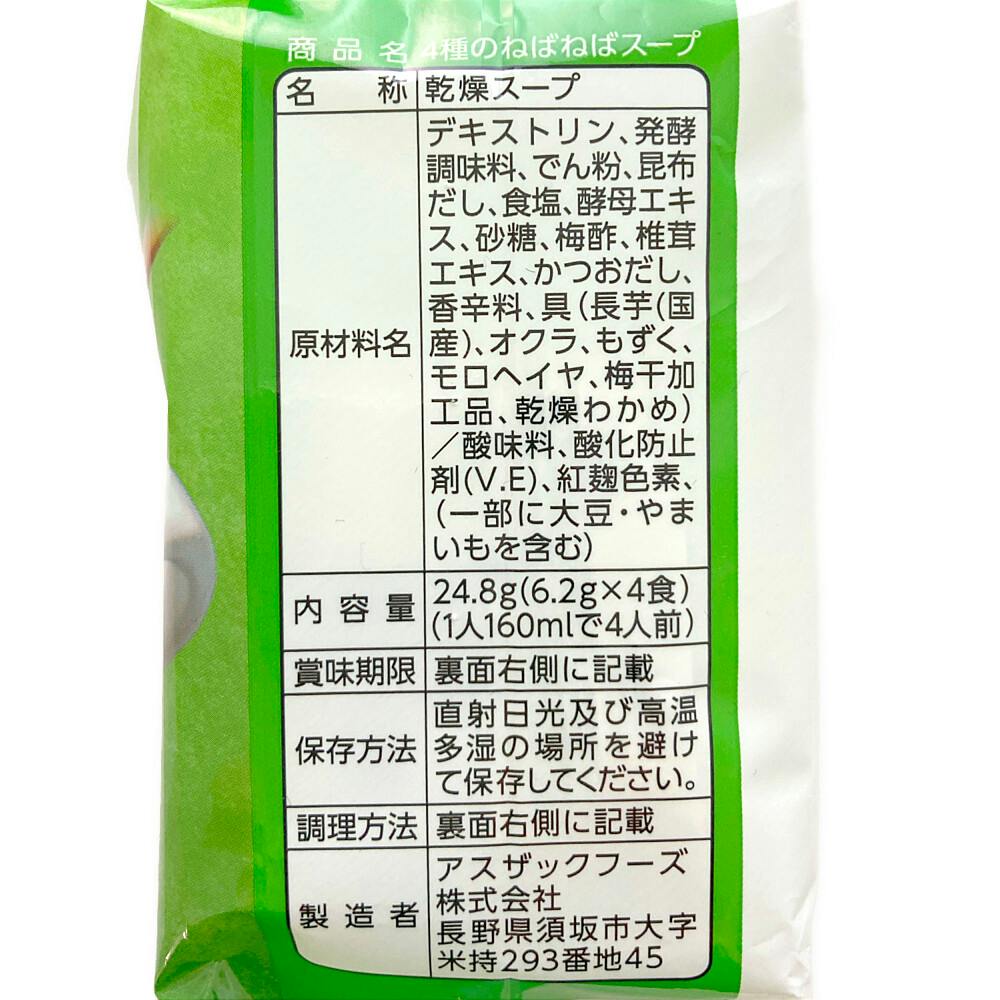 商品名 4種のねばねばスープ
名称 乾燥スープ
原材料名
デキストリン、発酵
調味料、でん粉、昆布
だし、食塩、酵母エキ
ス、砂糖、梅酢、椎茸
エキス、かつおだし、
香辛料、具(長芋(国
産)、オクラ、もずく、
モロヘイヤ、梅干加
工品、乾燥わかめ)
/酸味料、酸化防止
剤(V.E)、紅麹色素、
(一部に大豆・やま
いもを含む)
内容量
24.8g(6.2g×4食)
(1人160mlで4人前)
賞味期限 裏面右側に記載
保存方法
直射日光及び高温
多湿の場所を避け
て保存してください。
調理方法 裏面右側に記載
製造者
アスザックフーズ
株式会社
長野県須坂市大字
米持293番地45